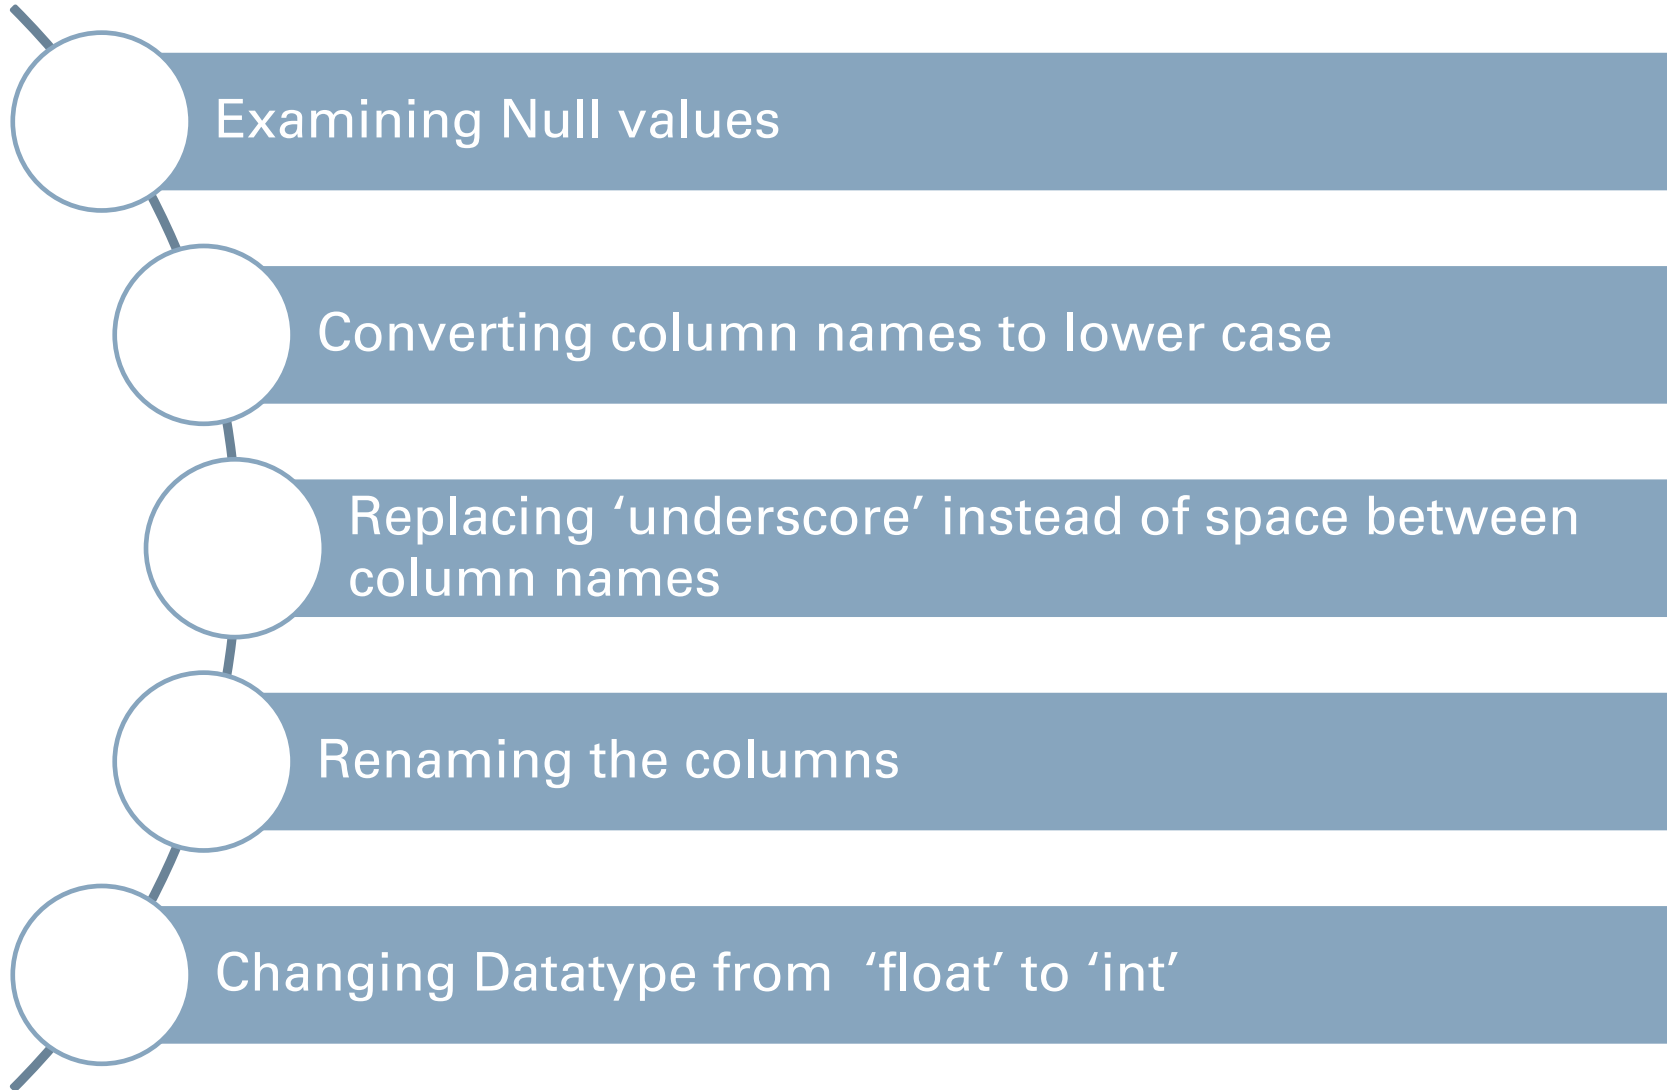 Examining Null values
Converting column names to lower case
Replacing ‘underscore’ instead of space between
column names
Renaming the columns
Changing Datatype from  ‘float’ to ‘int’